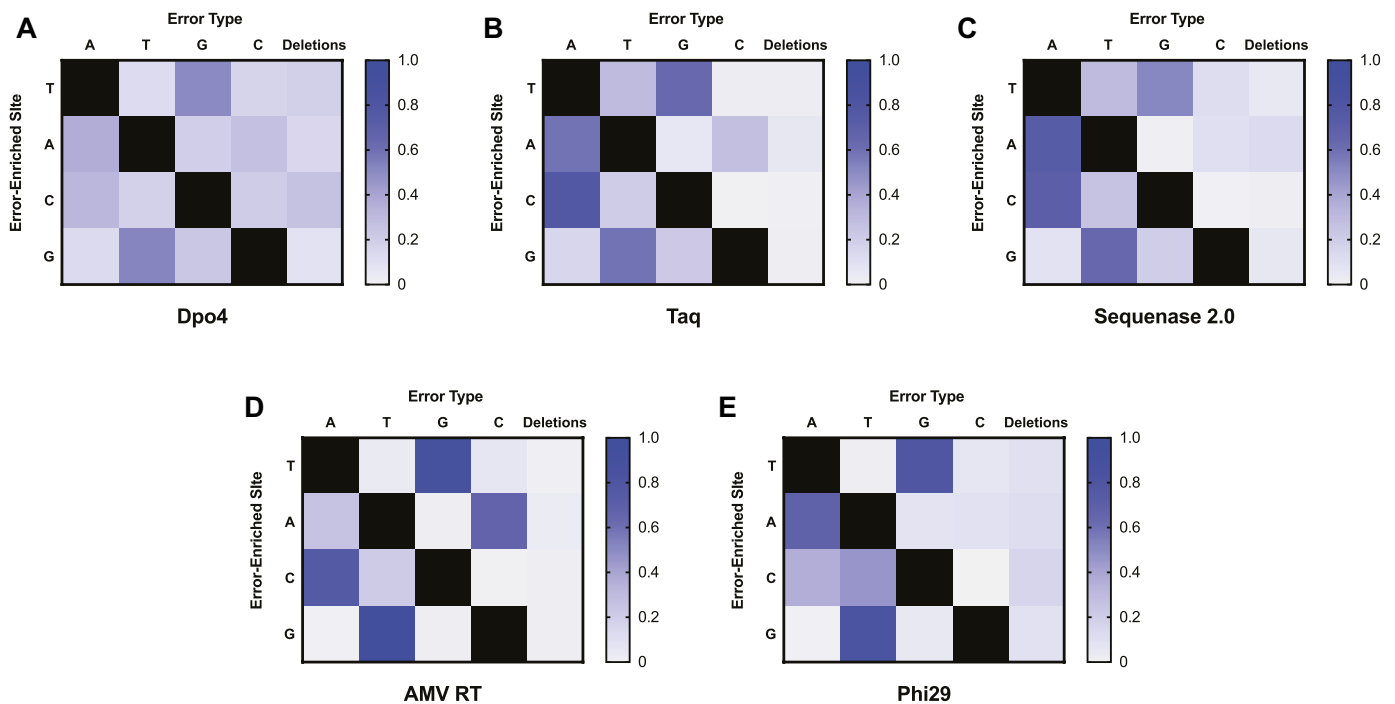 A
Error Type
A T G C Deletions
Error-Enriched SIte
T
A
C
G
1.0
0.8
0.6
0.4
0.2
0
Dpo4
B
Error Type
A T G C Deletions
Error-Enriched SIte
T
A
C
G
1.0
0.8
0.6
0.4
0.2
0
Taq
C
Error Type
A T G C Deletions
Error-Enriched SIte
T
A
C
G
1.0
0.8
0.6
0.4
0.2
0
Sequenase 2.0
D
Error Type
A T G C Deletions
Error-Enriched SIte
T
A
C
G
1.0
0.8
0.6
0.4
0.2
0
AMV RT
E
Error Type
A T G C Deletions
Error-Enriched SIte
T
A
C
G
1.0
0.8
0.6
0.4
0.2
0
Phi29